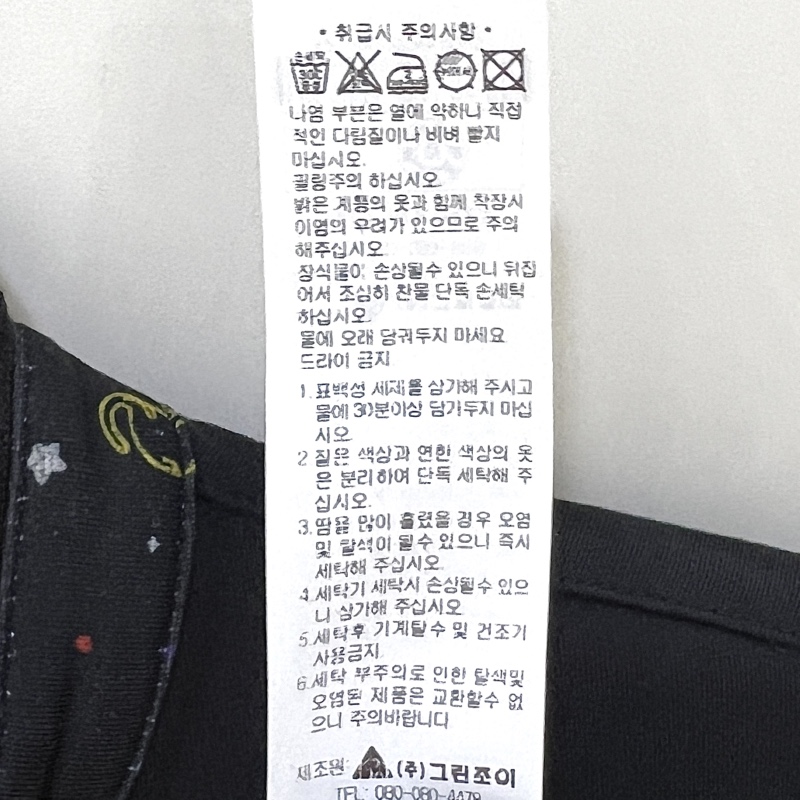 • 취급시 주의사항 •
손세탁
30℃
중성
2
뉘어서
나염 부분은 열에 약하니 직접
적인 다림질이나 비벼 빨지
마십시오.
필링주의 하십시오.
밝은 계통의 옷과 함께 착장시
이염의 우려가 있으므로 주의
해주십시오.
장식물이 손상될수 있으니 뒤집
어서 조심히 찬물 단독 손세탁
하십시오.
물에 오래 담궈두지 마세요
드라이 금지
1. 표백성 세제를 삼가해 주시고
물에 30분이상 담가두지 마십
시오.
2 짙은 색상과 연한 색상의 옷
은 분리하여 단독 세탁해 주
십시오.
3. 땀을 많이 흘렸을 경우 오염
및 탈색이 될수 있으니 즉시
세탁해 주십시오.
4. 세탁기 세탁시 손상될수 있으
니 삼가해 주십시오
5. 세탁후 기계탈수 및 건조기
사용금지
6. 세탁 부주의로 인한 탈색및
오염된 제품은 교환할수 없
으니 주의바랍니다
제조원: (주)그린조이
TEL: 080-080-4479